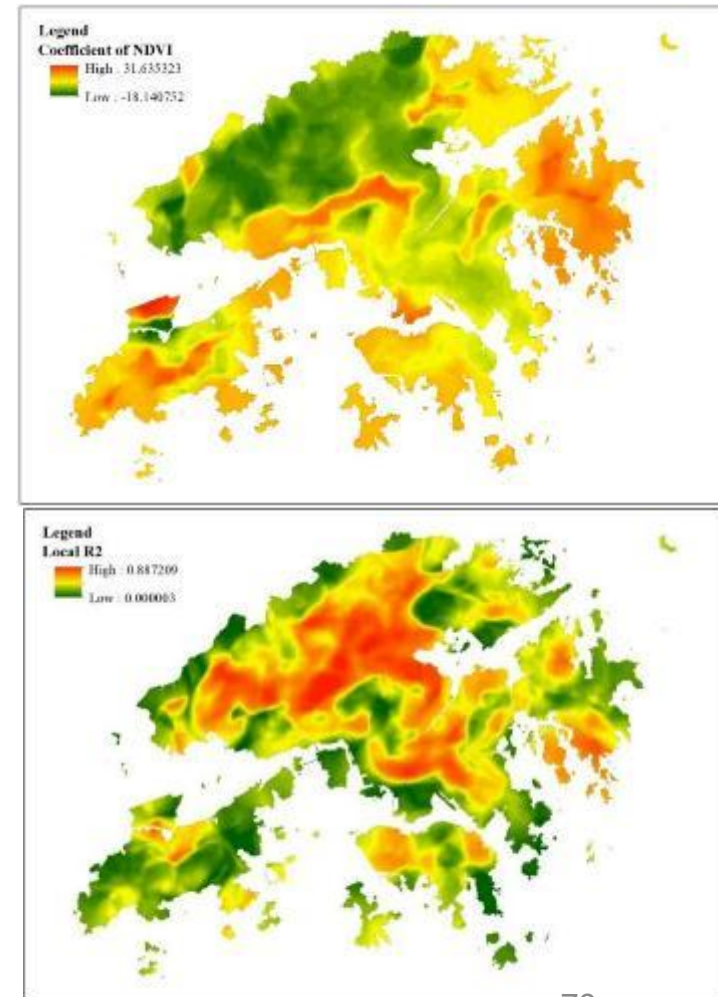 Legend
Coefficient of NDVI
High : 31.635323
Low : -18.140752
Legend
Local R2
High : 0.887209
Low : 0.000003